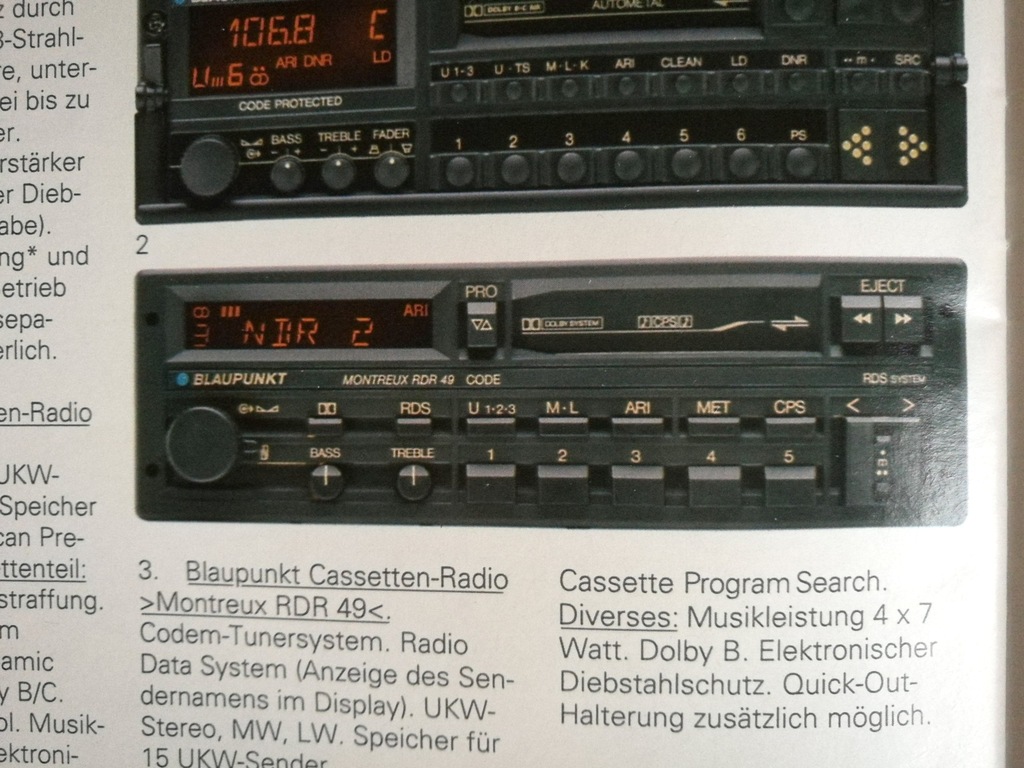 z durch
3-Strahl-
re, unter-
ei bis zu
er.
erstärker
er Dieb-
abe).
ng* und
etrieb
sepa-
erlich.
en-Radio
UKW-
Speicher
can Pre-
ttenteil:
straffung.
m
amic
y B/C.
ol. Musik-
ektroni-
106.8 C
ARI DNR LD
U 6
CODE PROTECTED
DOLBY B-C NR AUTOMETAL
U 1-3 U·TS M·L·K ARI CLEAN LD DNR ·· m · SRC
BASS TREBLE FADER
- + - +
1 2 3 4 5 6 PS
2
ARI
NDR 2
PRO
DOLBY SYSTEM CPS
EJECT
BLAUPUNKT MONTREUX RDR 49 CODE RDS SYSTEM
RDS U 1·2·3 M·L ARI MET CPS < >
BASS TREBLE 1 2 3 4 5
3. Blaupunkt Cassetten-Radio
>Montreux RDR 49<.
Codem-Tunersystem. Radio
Data System (Anzeige des Sen-
dernamens im Display). UKW-
Stereo, MW, LW. Speicher für
15 UKW-Sender
Cassette Program Search.
Diverses: Musikleistung 4 x 7
Watt. Dolby B. Elektronischer
Diebstahlschutz. Quick-Out-
Halterung zusätzlich möglich.